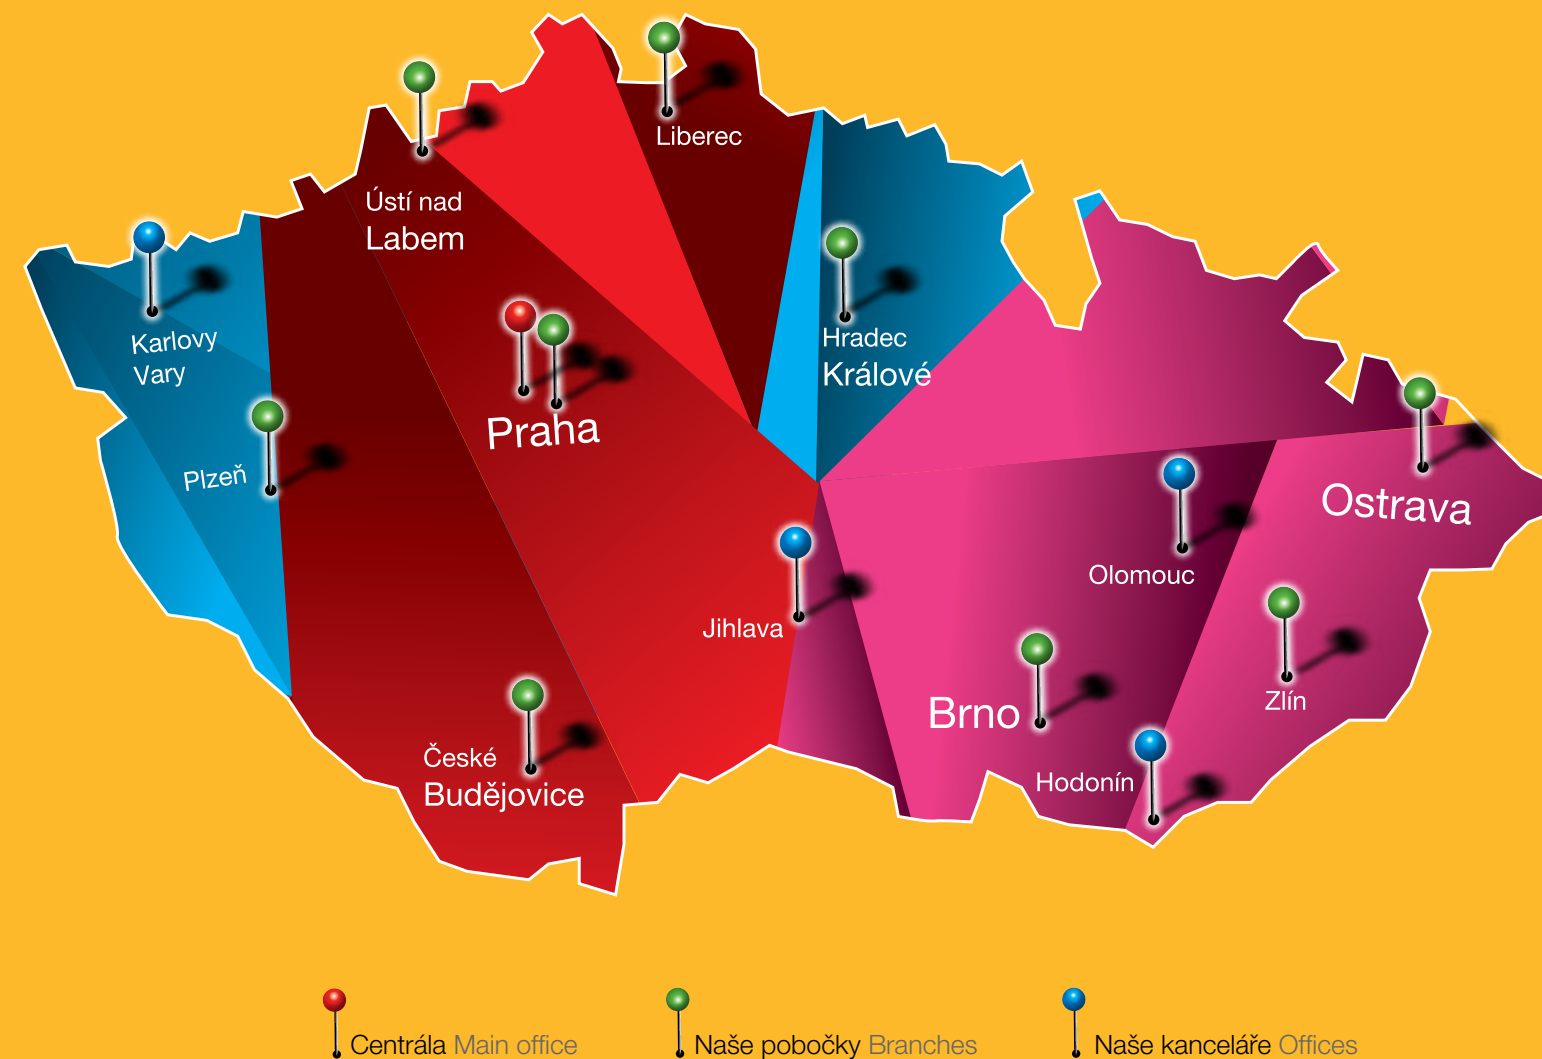 Liberec
Ústí nad
Labem
Karlovy
Vary
Hradec
Králové
Praha
Plzeň
Ostrava
Olomouc
Jihlava
Zlín
Brno
České
Budějovice
Hodonín
Centrála Main office
Naše pobočky Branches
Naše kanceláře Offices